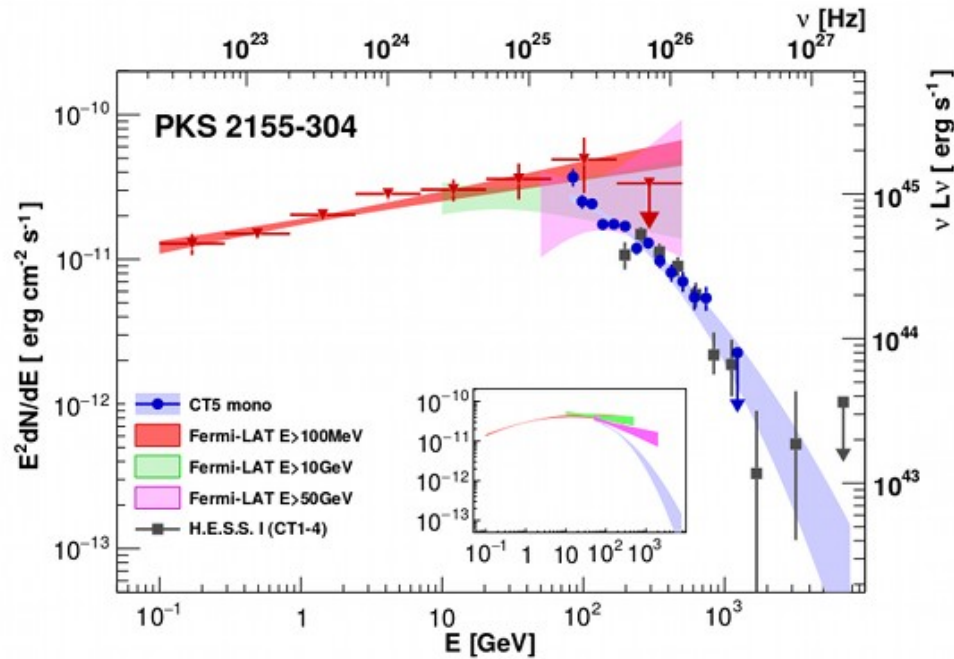 ν [Hz]
10^23 10^24 10^25 10^26 10^27
PKS 2155-304
E^2dN/dE [ erg cm^-2 s^-1 ]
10^-10
10^-11
10^-12
10^-13
ν Lν [ erg s^-1 ]
10^45
10^44
10^43
CT5 mono
Fermi-LAT E>100MeV
Fermi-LAT E>10GeV
Fermi-LAT E>50GeV
H.E.S.S. I (CT1-4)
10^-10
10^-11
10^-12
10^-13
10^-1 1 10 10^2 10^3
10^-1 1 10 10^2 10^3
E [GeV]